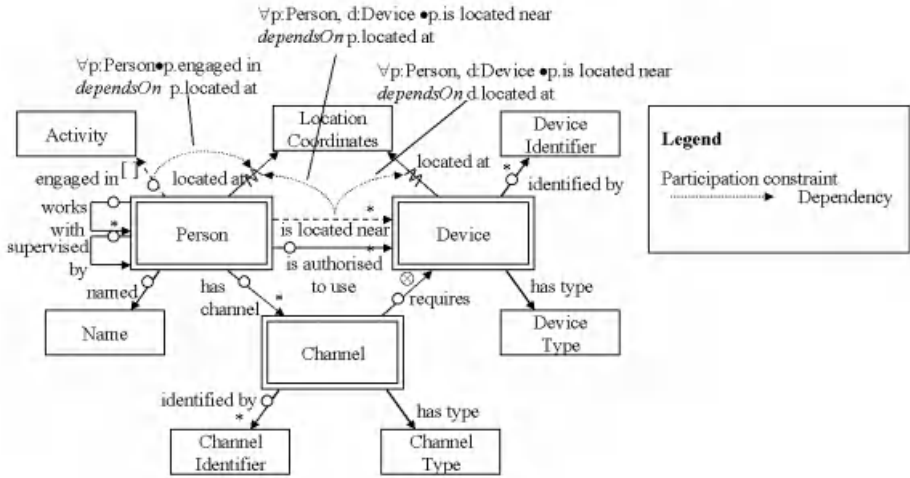 ∀p:Person, d:Device ●p.is located near
dependsOn p.located at
∀p:Person●p.engaged in
dependsOn p.located at
∀p:Person, d:Device ●p.is located near
dependsOn d.located at
Activity
Location
Coordinates
Device
Identifier
Legend
Participation constraint
Dependency
engaged in
[ ]
located at
located at
*
identified by
works
with
*
supervised
by
Person
*
is located near
*
is authorised
to use
Device
named
has
channel
*
⊗
requires
has type
Name
Channel
Device
Type
identified by
*
has type
Channel
Identifier
Channel
Type